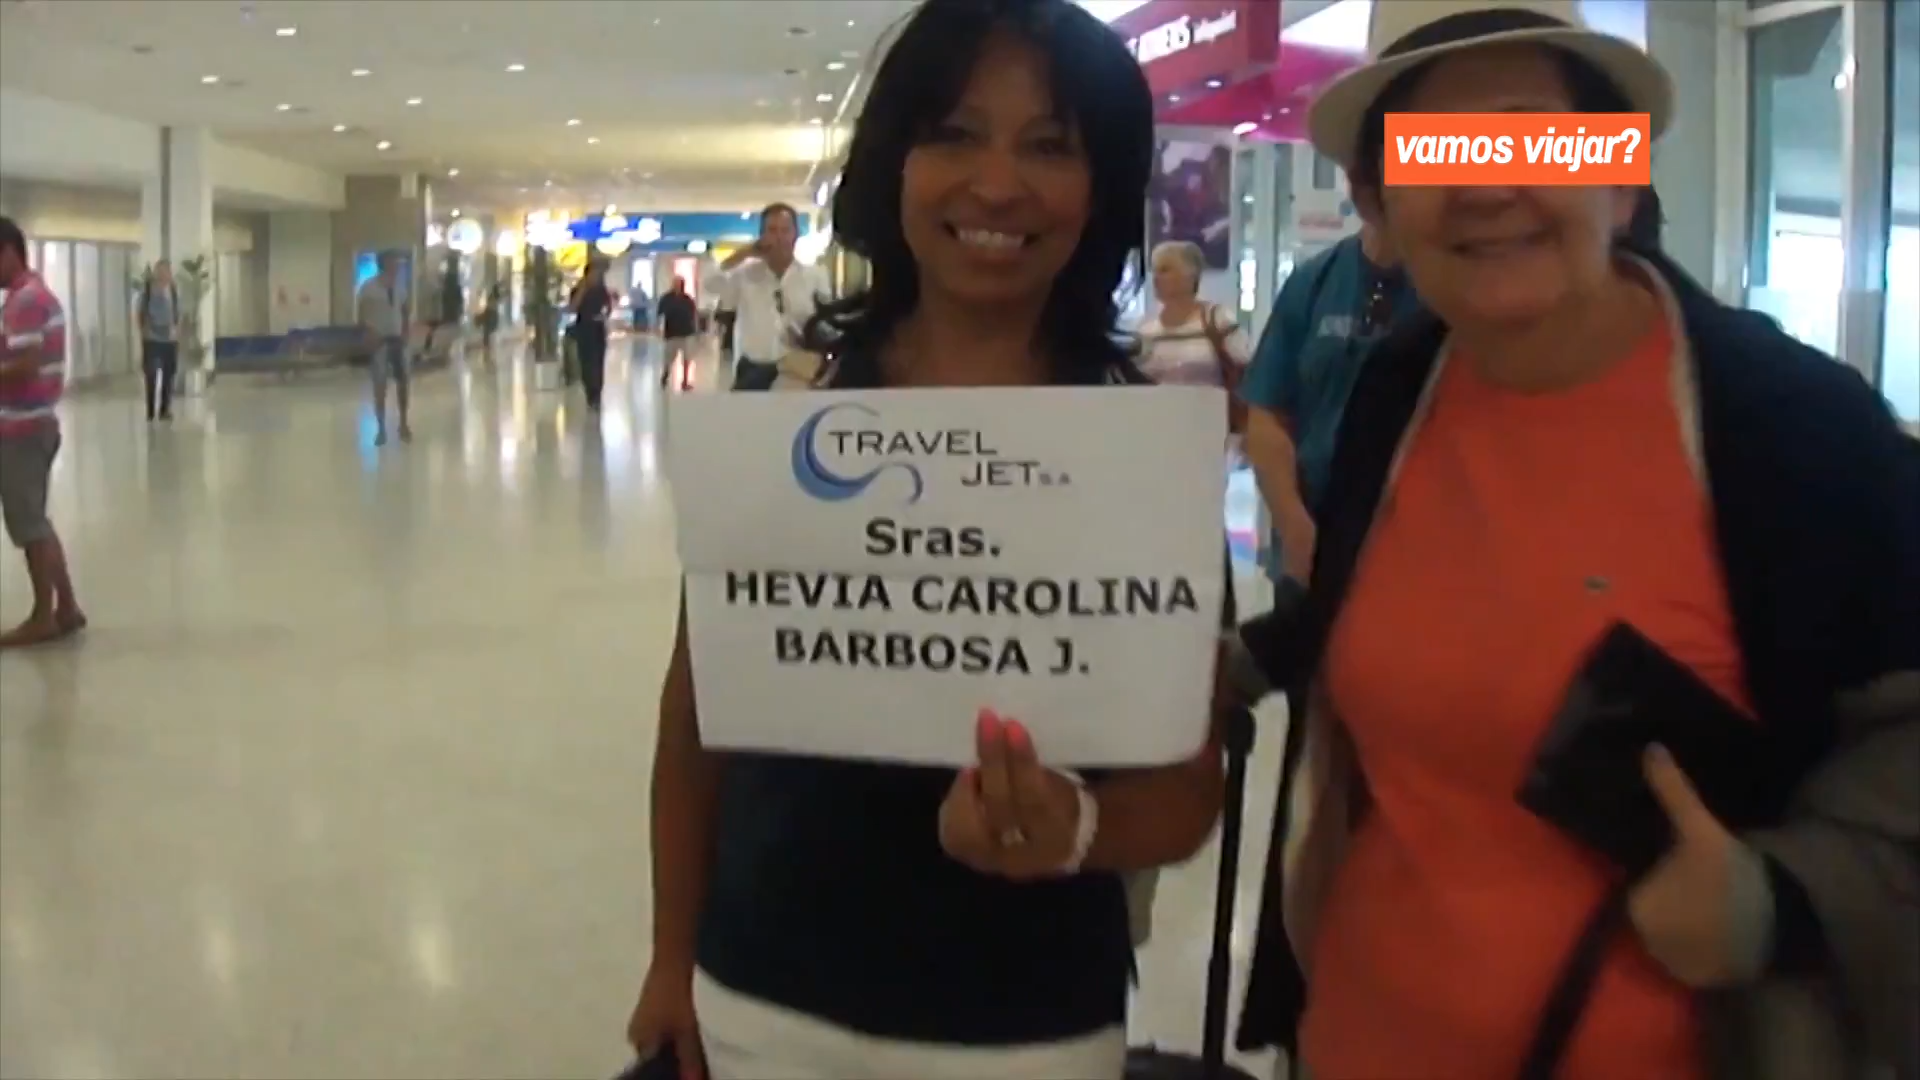 vamos viajar?
TRAVEL
JET S.A
Sras.
HEVIA CAROLINA
BARBOSA J.